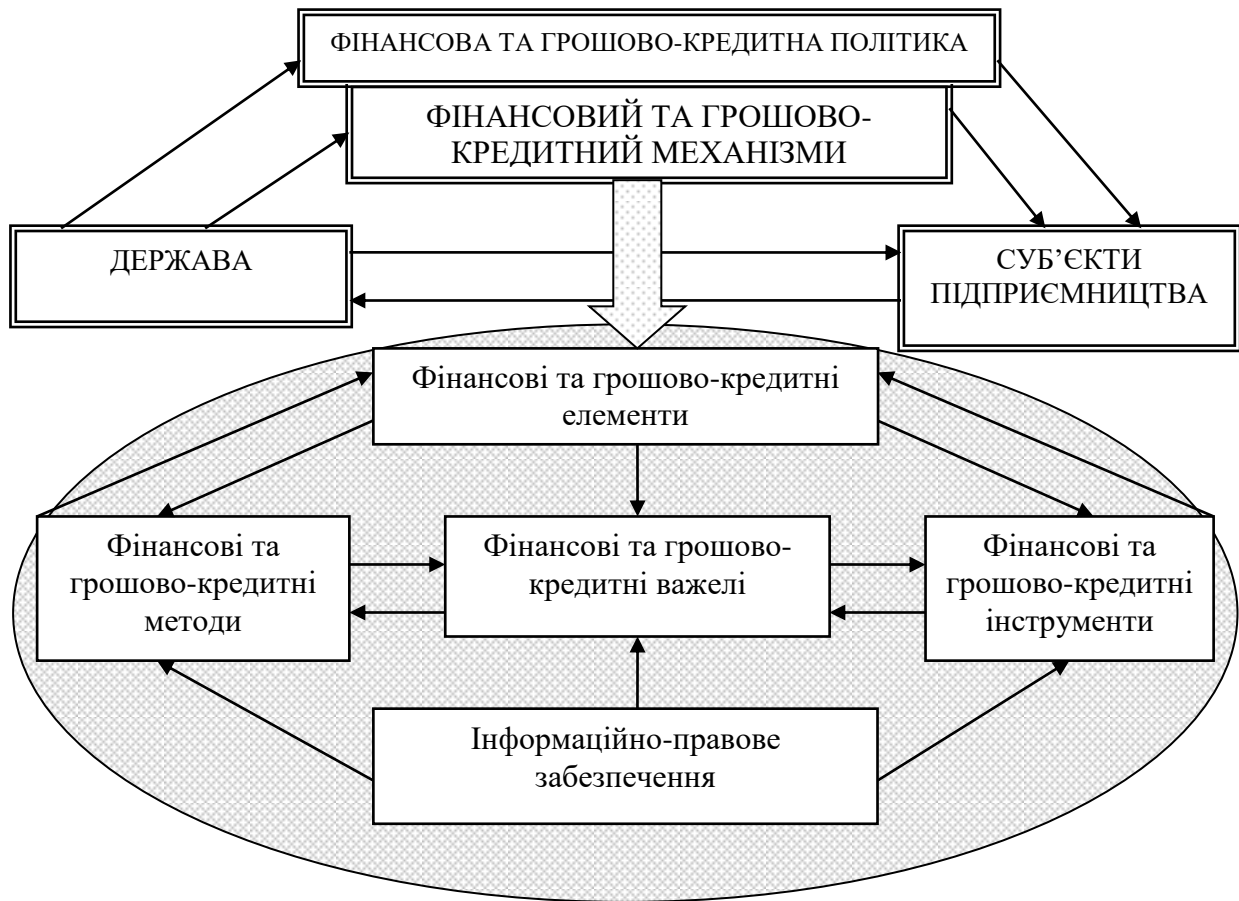 ФІНАНСОВА ТА ГРОШОВО-КРЕДИТНА ПОЛІТИКА
ФІНАНСОВИЙ ТА ГРОШОВО-
КРЕДИТНИЙ МЕХАНІЗМИ
ДЕРЖАВА
СУБ’ЄКТИ
ПІДПРИЄМНИЦТВА
Фінансові та грошово-кредитні
елементи
Фінансові та
грошово-кредитні
методи
Фінансові та грошово-
кредитні важелі
Фінансові та
грошово-кредитні
інструменти
Інформаційно-правове
забезпечення